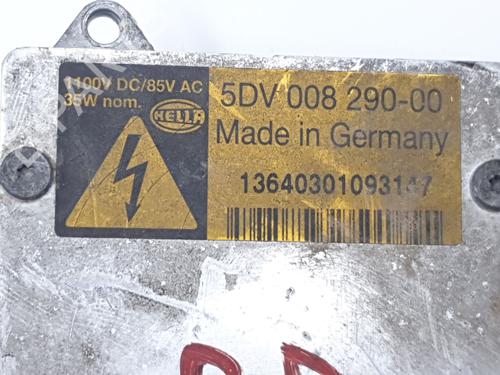 1100V DC/85V AC
35W nom.
HELLA
5DV 008 290-00
Made in Germany
13640301093147